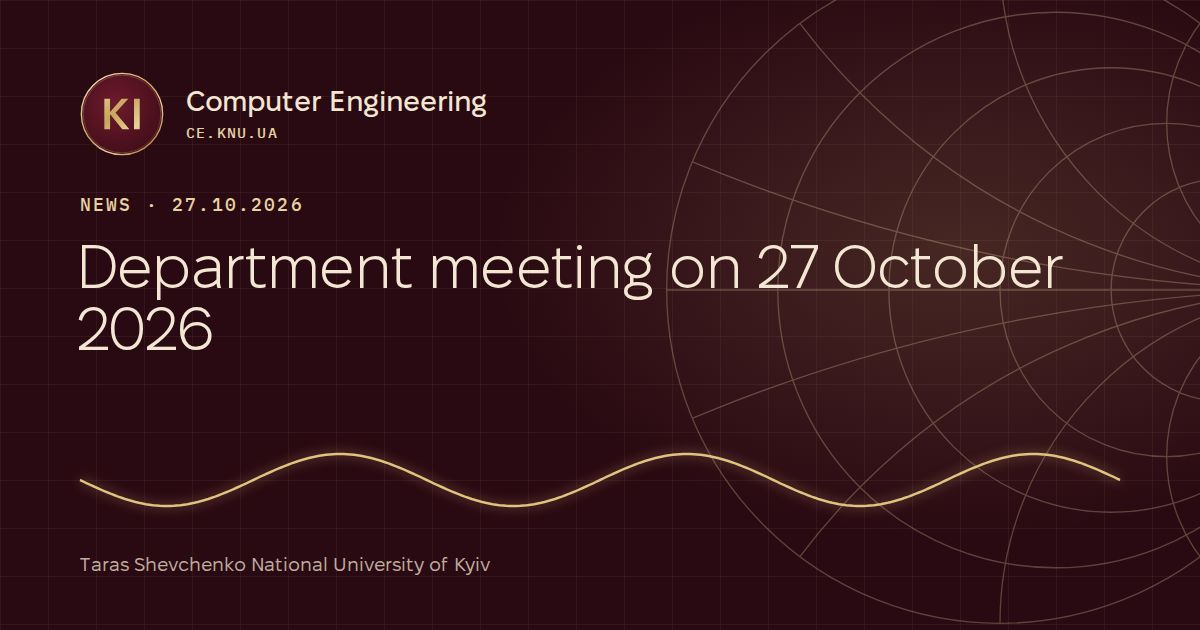 KI
Computer Engineering
CE.KNU.UA
NEWS · 27.10.2026
Department meeting on 27 October
2026
Taras Shevchenko National University of Kyiv